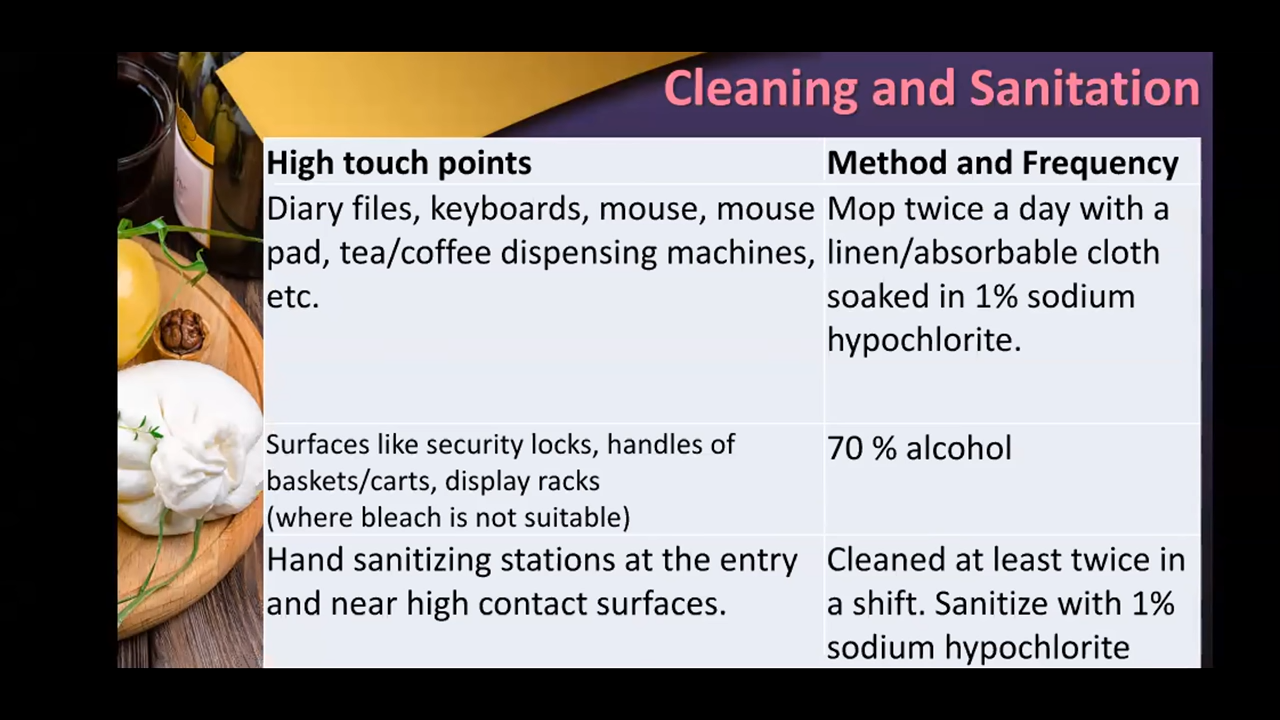 Cleaning and Sanitation
High touch points
Method and Frequency
Diary files, keyboards, mouse, mouse
pad, tea/coffee dispensing machines,
etc.
Mop twice a day with a
linen/absorbable cloth
soaked in 1% sodium
hypochlorite.
Surfaces like security locks, handles of
baskets/carts, display racks
(where bleach is not suitable)
70 % alcohol
Hand sanitizing stations at the entry
and near high contact surfaces.
Cleaned at least twice in
a shift. Sanitize with 1%
sodium hypochlorite